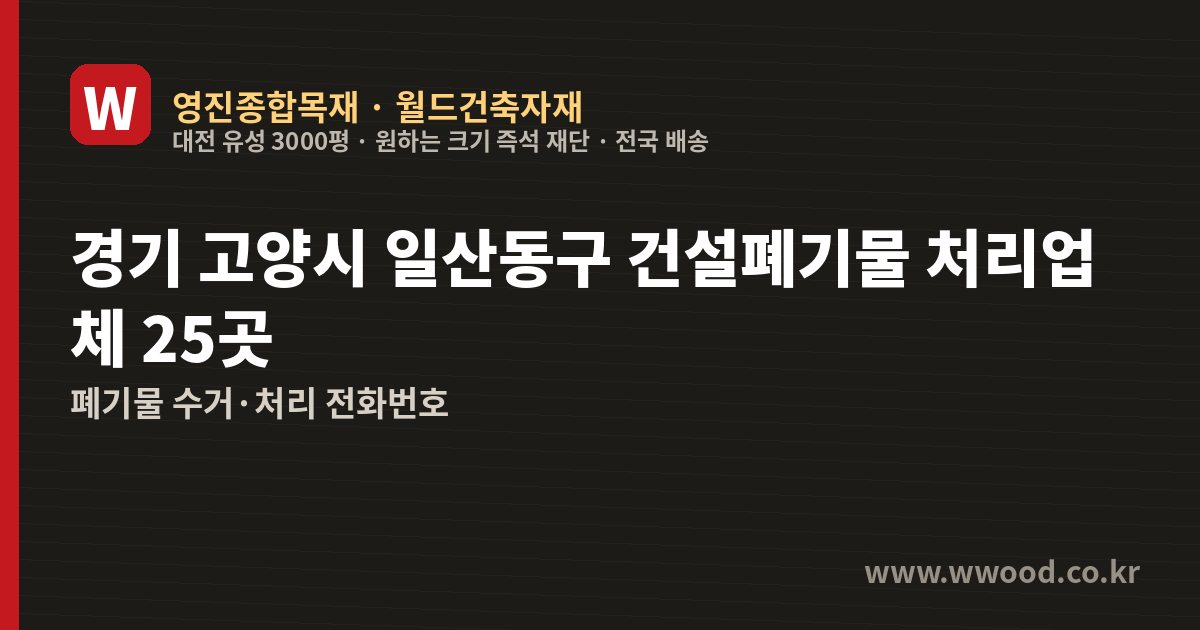 W
영진종합목재 · 월드건축자재
대전 유성 3000평 · 원하는 크기 즉석 재단 · 전국 배송
경기 고양시 일산동구 건설폐기물 처리업
체 25곳
폐기물 수거·처리 전화번호
www.wwood.co.kr